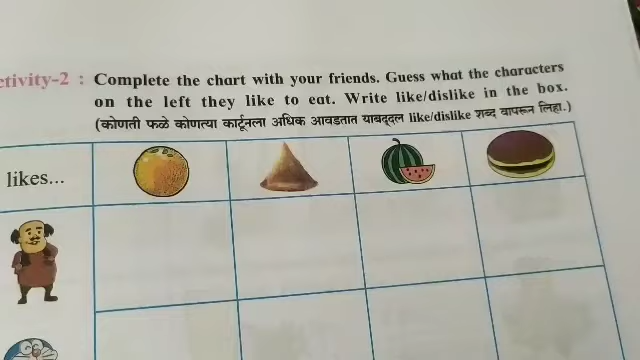 ctivity-2 : Complete the chart with your friends. Guess what the characters
on the left they like to eat. Write like/dislike in the box.
(कोणती फळे कोणत्या कार्टूनला अधिक आवडतात याबद्दल like/dislike शब्द वापरून लिहा.)
likes...